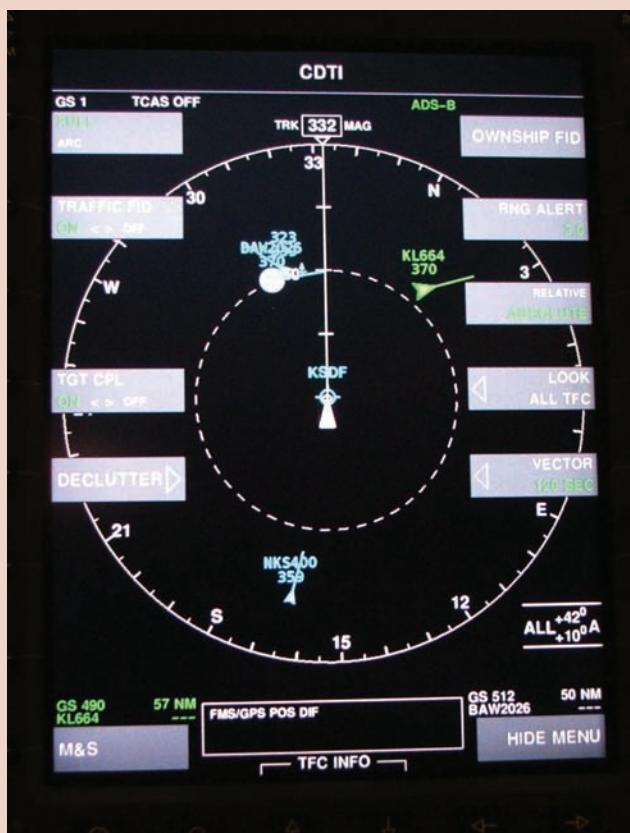 CDTI
GS 1 TCAS OFF
ADS-B
FULL
ARC
TRK 332 MAG
OWNSHIP FID
33
30
N
TRAFFIC FID
ON < > OFF
RNG ALERT
3.0
323
BAW2026
370
KL664
370
3
W
RELATIVE
ABSOLUTE
TGT CPL
ON < > OFF
KSDF
LOOK
ALL TFC
DECLUTTER
VECTOR
120 SEC
21
E
NKS400
359
S
12
15
ALL +42⁰ A
+10⁰
GS 490 57 NM
KL664 ---
FMS/GPS POS DIF
GS 512 50 NM
BAW2026 ---
M&S
HIDE MENU
TFC INFO